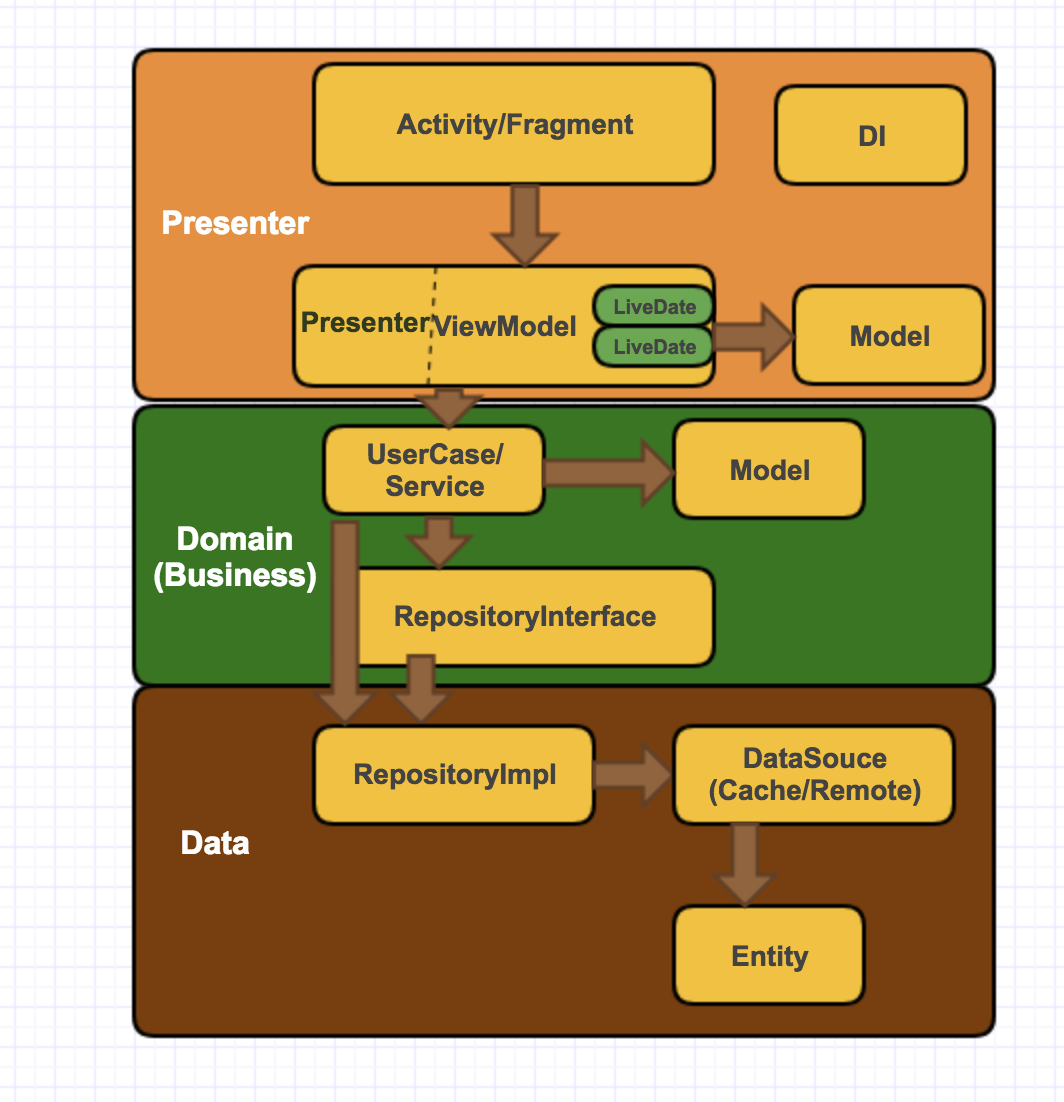 Activity/Fragment
DI
Presenter
Presenter
ViewModel
LiveDate
LiveDate
Model
UserCase/
Service
Model
Domain
(Business)
RepositoryInterface
RepositoryImpl
DataSouce
(Cache/Remote)
Data
Entity